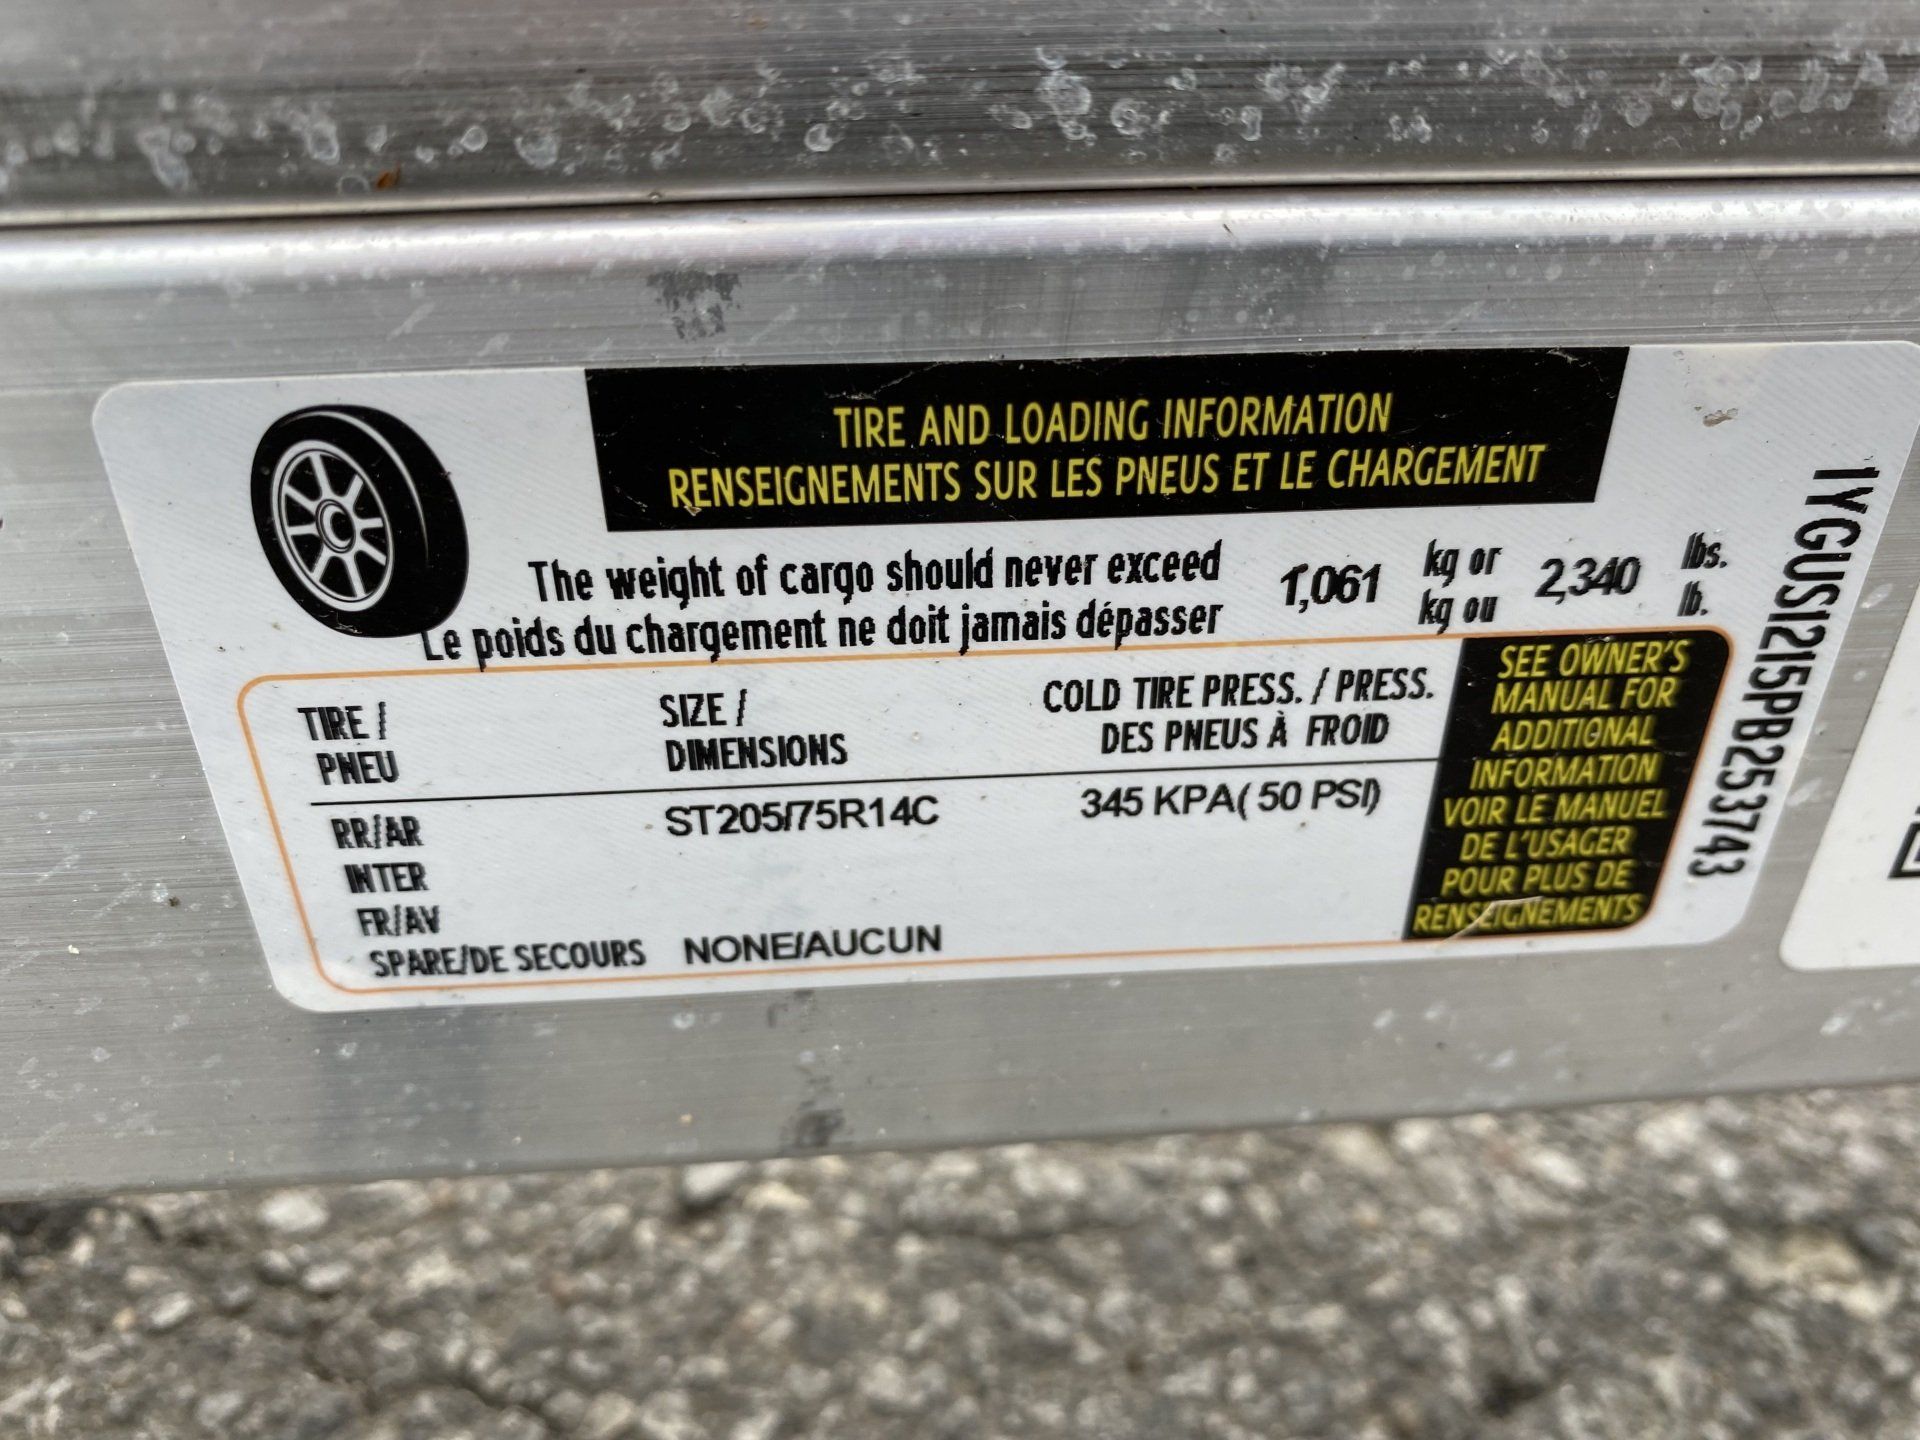 TIRE AND LOADING INFORMATION
RENSEIGNEMENTS SUR LES PNEUS ET LE CHARGEMENT
The weight of cargo should never exceed 1,061 kg or 2,340 lbs.
Le poids du chargement ne doit jamais dépasser kg ou lb.
TIRE / SIZE / COLD TIRE PRESS. / PRESS.
PNEU DIMENSIONS DES PNEUS À FROID
RR/AR ST205/75R14C 345 KPA( 50 PSI)
INTER
FR/AV
SPARE/DE SECOURS NONE/AUCUN
SEE OWNER'S
MANUAL FOR
ADDITIONAL
INFORMATION
VOIR LE MANUEL
DE L'USAGER
POUR PLUS DE
RENSEIGNEMENTS
1YGUS1215PB253743